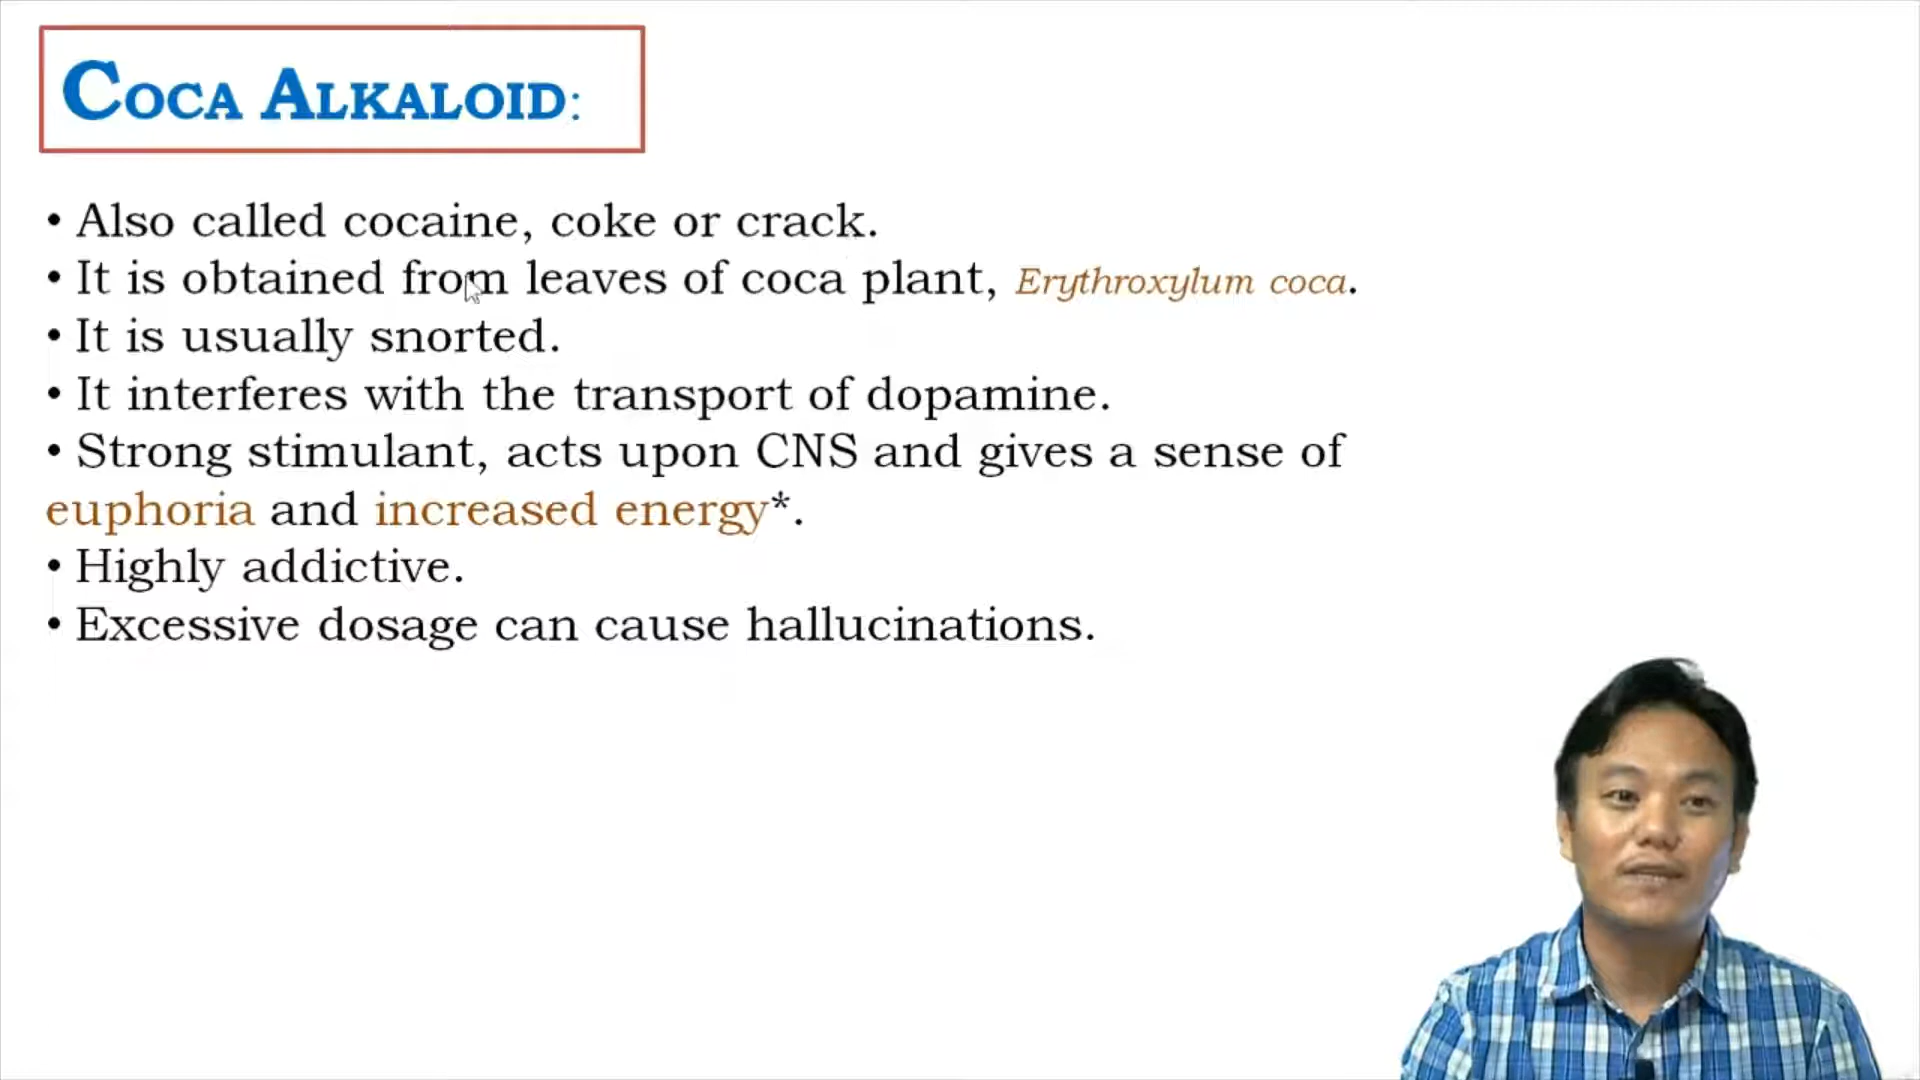 COCA ALKALOID:
• Also called cocaine, coke or crack.
• It is obtained from leaves of coca plant, Erythroxylum coca.
• It is usually snorted.
• It interferes with the transport of dopamine.
• Strong stimulant, acts upon CNS and gives a sense of
euphoria and increased energy*.
• Highly addictive.
• Excessive dosage can cause hallucinations.